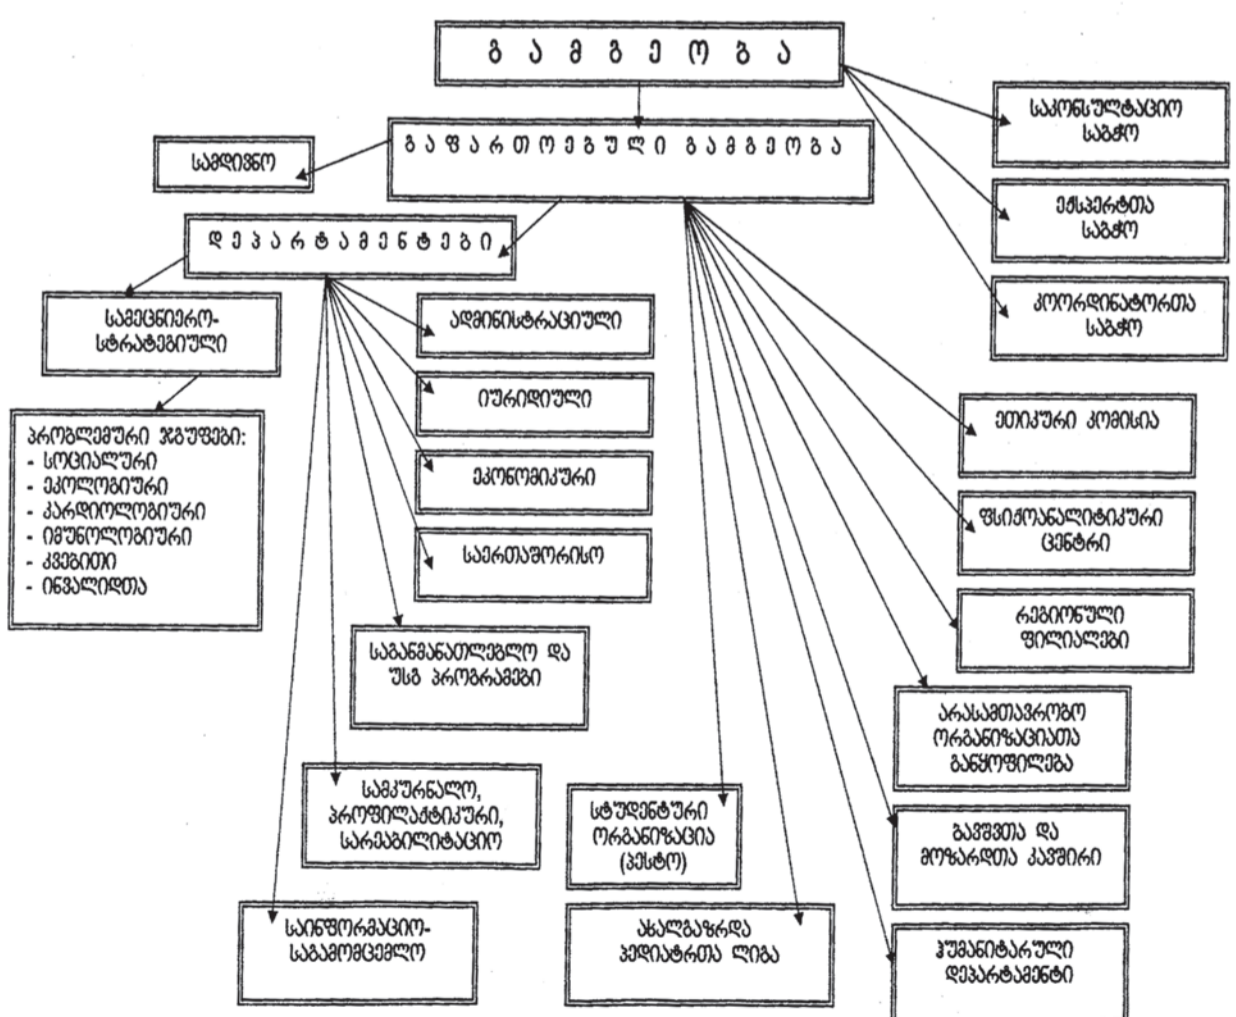 გ ა მ გ ე ო ბ ა
საკონსულტაციო
საბჭო
გ ა ფ ა რ თ ო ე ბ უ ლ ი გ ა მ გ ე ო ბ ა
სამდივნო
ექსპერტთა
საბჭო
დ ე პ ა რ ტ ა მ ე ნ ტ ე ბ ი
კოორდინატორთა
საბჭო
სამეცნიერო-
სტრატეგიული
ადმინისტრაციული
იურიდიული
ეკონომიკური
საერთაშორისო
პრობლემური ჯგუფები:
- სოციალური
- ეკოლოგიური
- კარდიოლოგიური
- იმუნოლოგიური
- კვებითი
- ინვალიდთა
ეთიკური კომისია
ფსიქოანალიტიკური
ცენტრი
რეგიონული
ფილიალები
საგანმანათლებლო და
უსგ პროგრამები
არასამთავრობო
ორგანიზაციათა
განყოფილება
სამკურნალო,
პროფილაქტიკური,
სარეაბილიტაციო
სტუდენტური
ორგანიზაცია
(პესტო)
ბავშვთა და
მოზარდთა კავშირი
საინფორმაციო-
საგამომცემლო
ახალგაზრდა
პედიატრთა ლიგა
ჰუმანიტარული
დეპარტამენტი